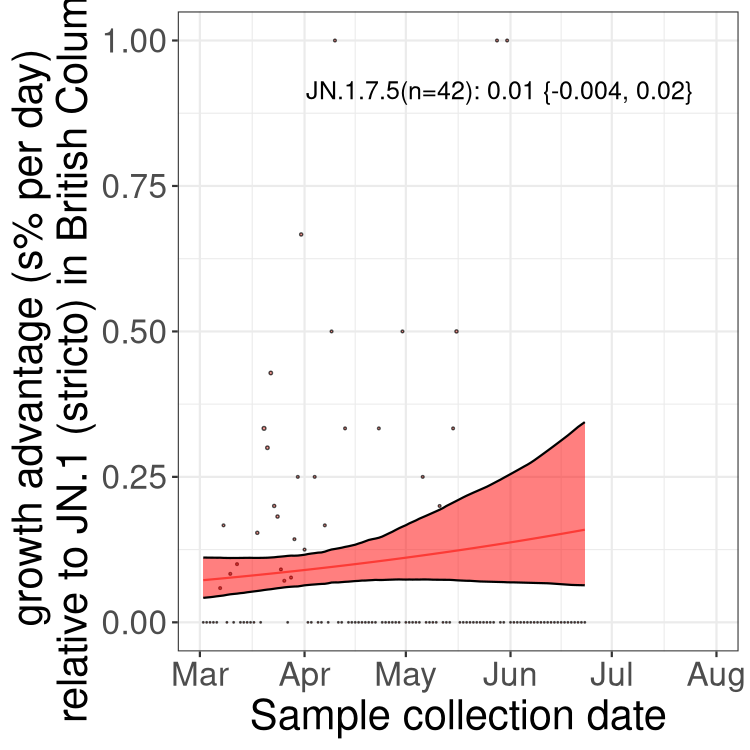 growth advantage (s% per day)
relative to JN.1 (stricto) in British Colum
1.00
0.75
0.50
0.25
0.00
JN.1.7.5(n=42): 0.01 {-0.004, 0.02}
Mar Apr May Jun Jul Aug
Sample collection date